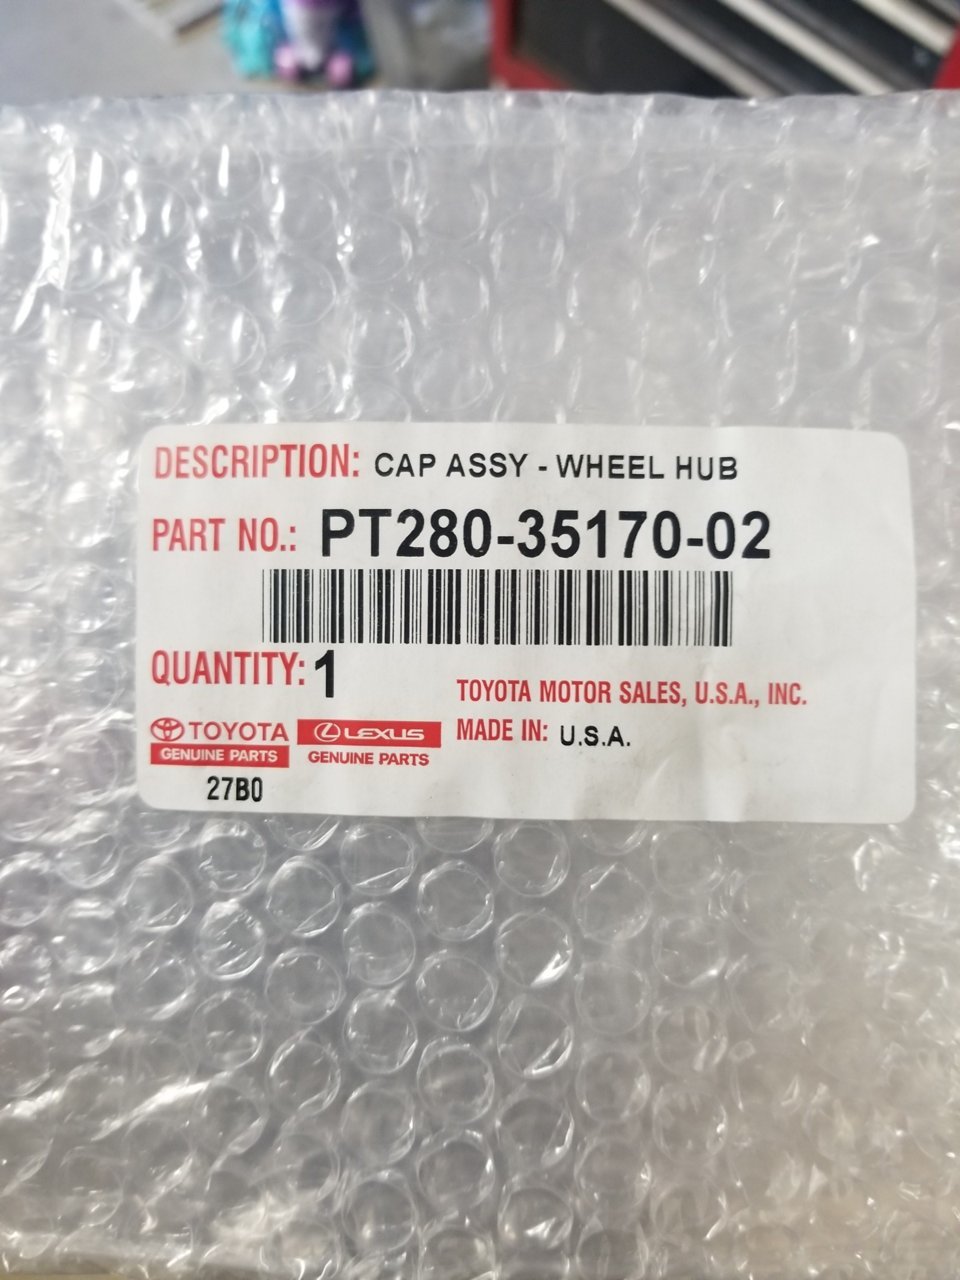 DESCRIPTION: CAP ASSY - WHEEL HUB
PART NO.: PT280-35170-02
QUANTITY: 1
TOYOTA MOTOR SALES, U.S.A., INC.
TOYOTA LEXUS MADE IN: U.S.A.
GENUINE PARTS GENUINE PARTS
27B0